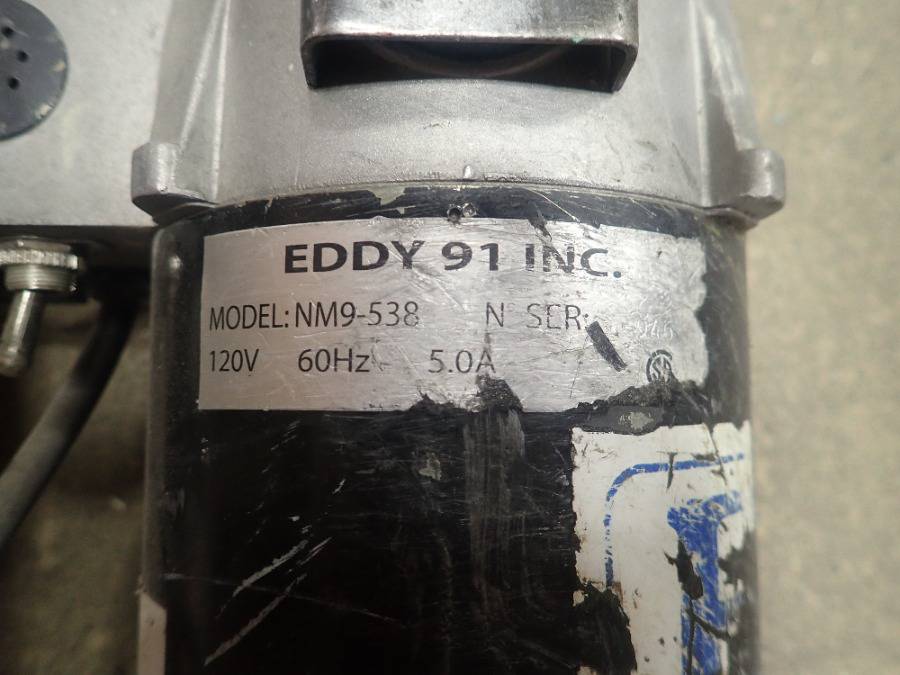 EDDY 91 INC.
MODEL: NM9-538 N° SER:
120V 60Hz 5.0A